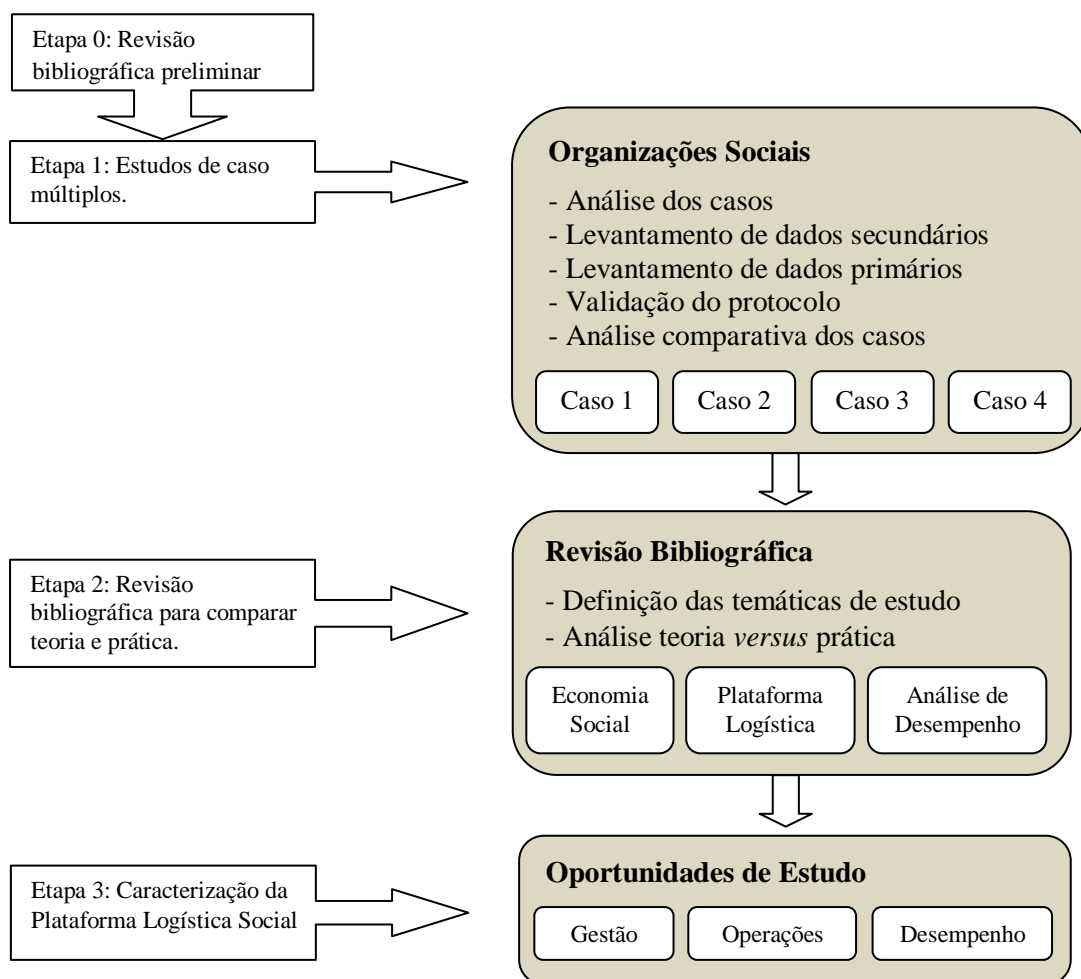 Etapa 0: Revisão
bibliográfica preliminar
Etapa 1: Estudos de caso
múltiplos.
Organizações Sociais
- Análise dos casos
- Levantamento de dados secundários
- Levantamento de dados primários
- Validação do protocolo
- Análise comparativa dos casos
Caso 1
Caso 2
Caso 3
Caso 4
Etapa 2: Revisão
bibliográfica para comparar
teoria e prática.
Revisão Bibliográfica
- Definição das temáticas de estudo
- Análise teoria versus prática
Economia
Social
Plataforma
Logística
Análise de
Desempenho
Etapa 3: Caracterização da
Plataforma Logística Social
Oportunidades de Estudo
Gestão
Operações
Desempenho